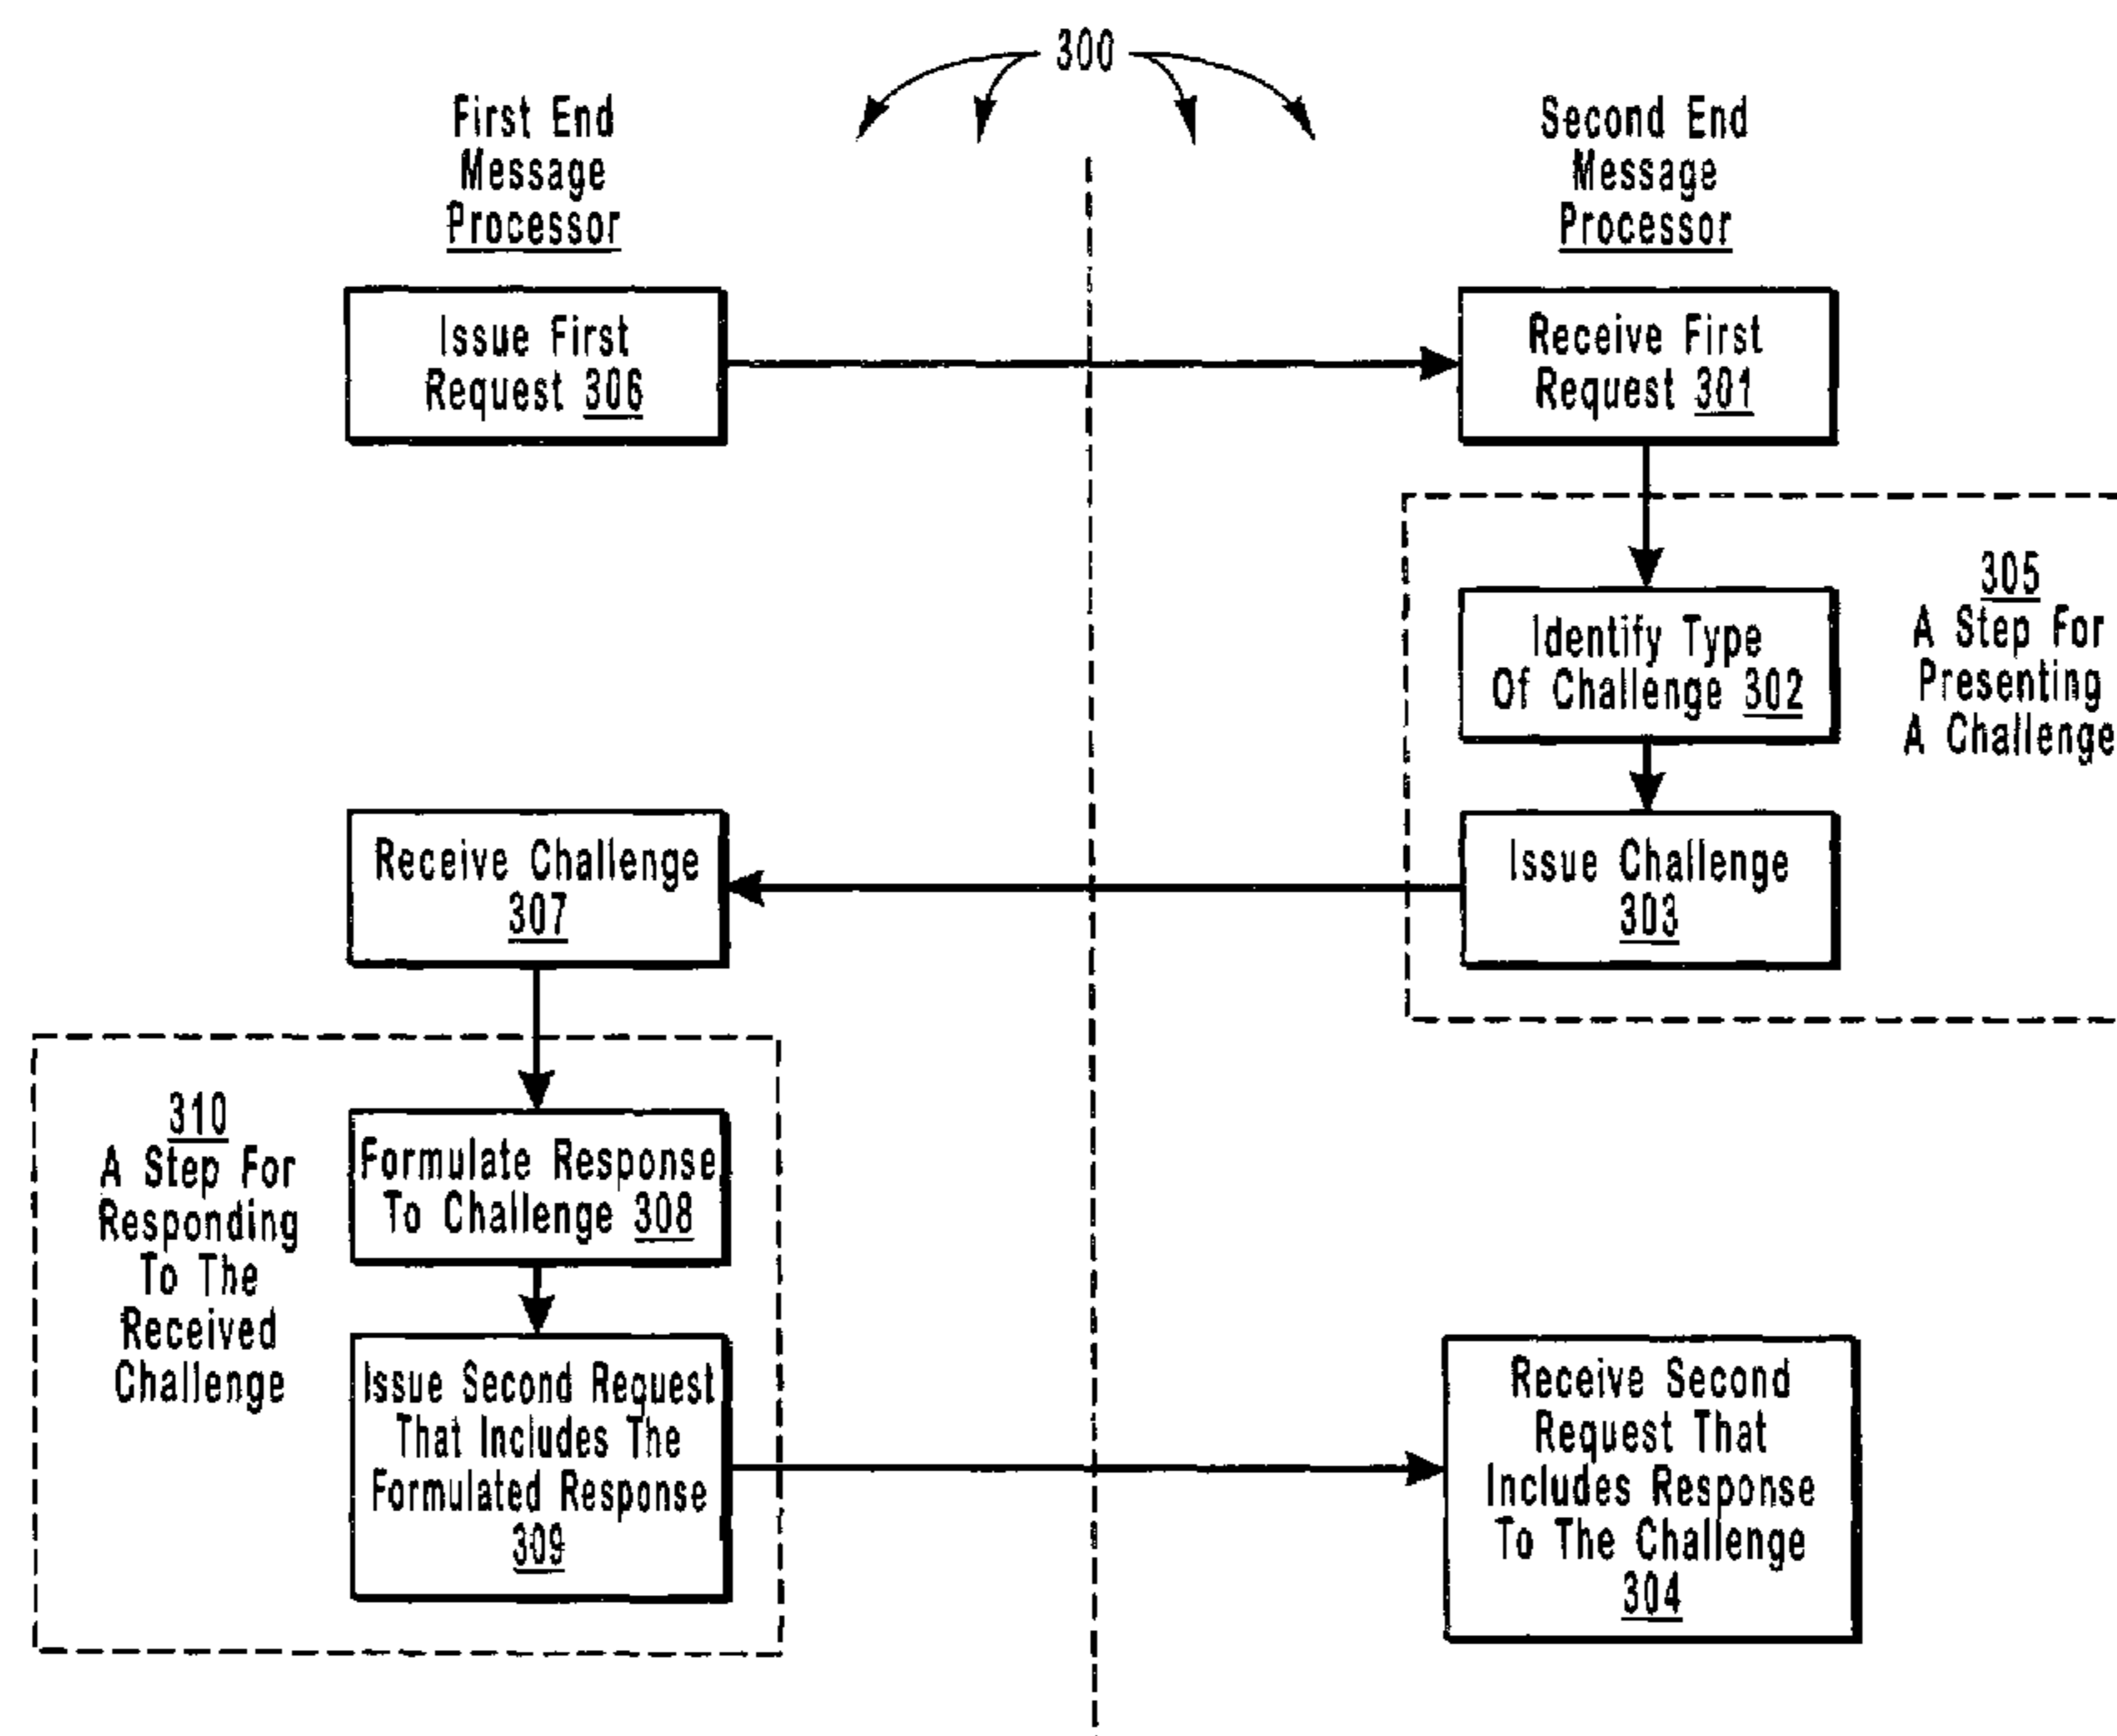 300
First End
Message
Processor
Second End
Message
Processor
Issue First
Request 306
Receive First
Request 301
Identify Type
Of Challenge 302
305
A Step For
Presenting
A Challenge
Receive Challenge
307
Issue Challenge
303
310
A Step For
Responding
To The
Received
Challenge
Formulate Response
To Challenge 308
Issue Second Request
That Includes The
Formulated Response
309
Receive Second
Request That
Includes Response
To The Challenge
304